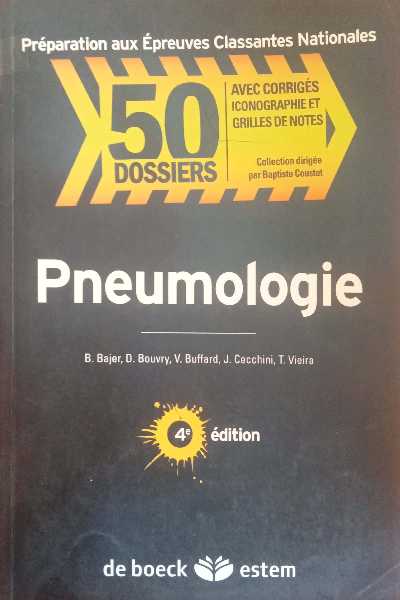 Préparation aux Épreuves Classantes Nationales
50
DOSSIERS
AVEC CORRIGÉS
ICONOGRAPHIE ET
GRILLES DE NOTES
Collection dirigée
par Baptiste Coustet
Pneumologie
B. Bajer, D. Bouvry, V. Buffard, J. Cecchini, T. Vieira
4e édition
de boeck estem